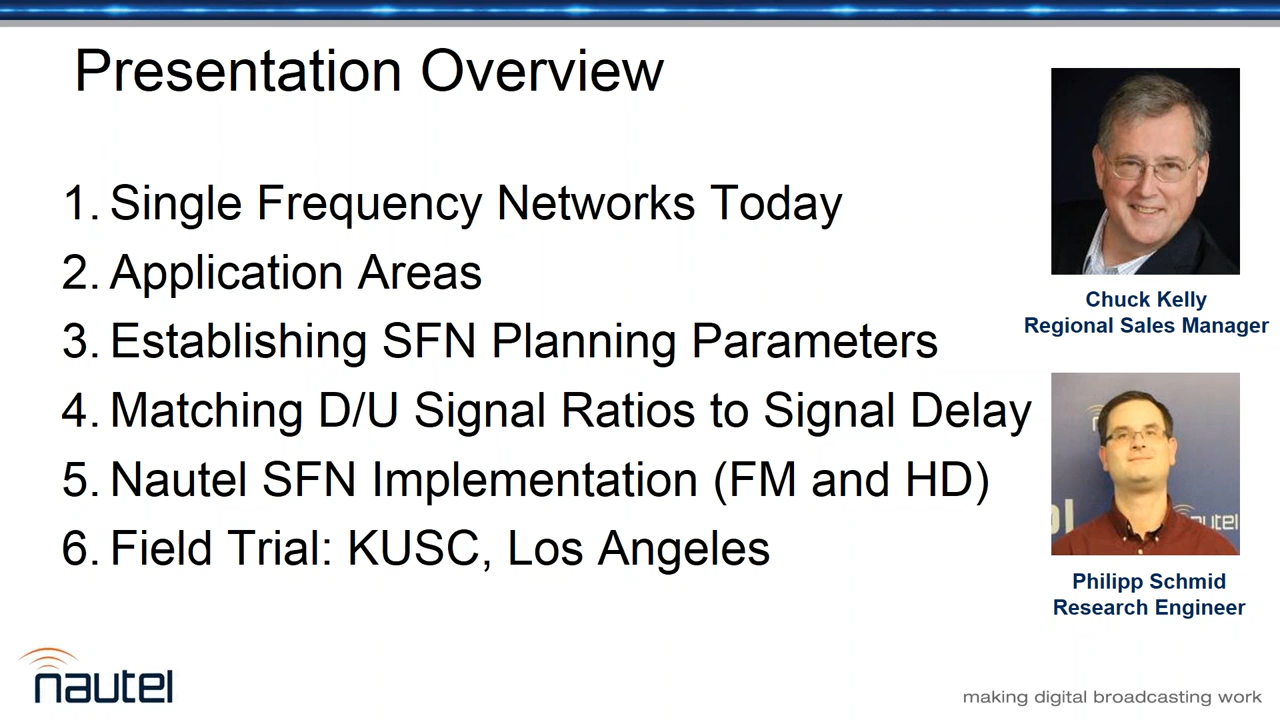 Presentation Overview
1. Single Frequency Networks Today
2. Application Areas
3. Establishing SFN Planning Parameters
4. Matching D/U Signal Ratios to Signal Delay
5. Nautel SFN Implementation (FM and HD)
6. Field Trial: KUSC, Los Angeles
Chuck Kelly
Regional Sales Manager
nautel
Philipp Schmid
Research Engineer
nautel
making digital broadcasting work